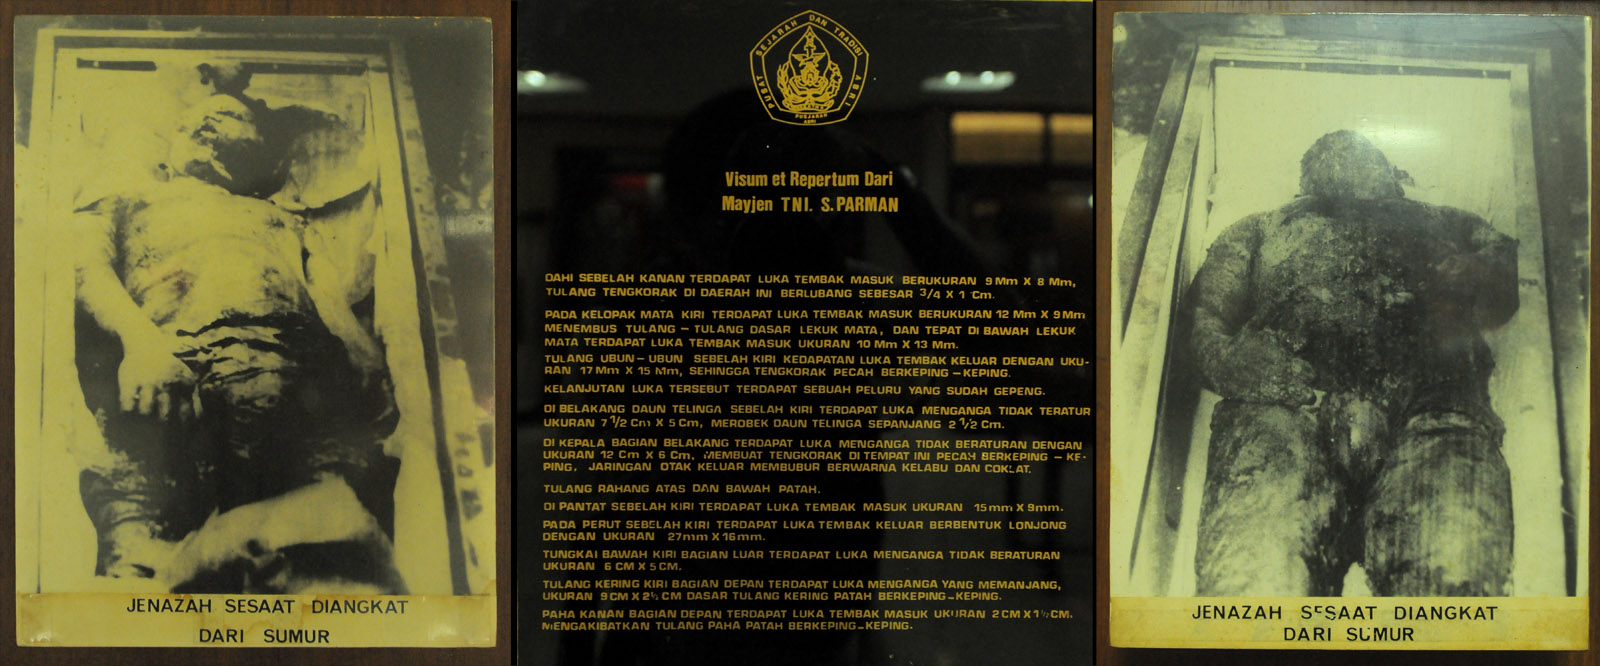 JENAZAH SESAAT DIANGKAT
DARI SUMUR
PUSAT SEJARAH DAN TRADISI ABRI
PUSJARAH
ABRI
Visum et Repertum Dari
Mayjen TNI. S. PARMAN
DAHI SEBELAH KANAN TERDAPAT LUKA TEMBAK MASUK BERUKURAN 9 Mm X 8 Mm,
TULANG TENGKORAK DI DAERAH INI BERLUBANG SEBESAR 3/4 X 1 Cm.
PADA KELOPAK MATA KIRI TERDAPAT LUKA TEMBAK MASUK BERUKURAN 12 Mm X 9 Mm
MENEMBUS TULANG – TULANG DASAR LEKUK MATA, DAN TEPAT DI BAWAH LEKUK
MATA TERDAPAT LUKA TEMBAK MASUK UKURAN 10 Mm X 13 Mm.
TULANG UBUN – UBUN SEBELAH KIRI KEDAPATAN LUKA TEMBAK KELUAR DENGAN UKU-
RAN 17 Mm X 15 Mm, SEHINGGA TENGKORAK PECAH BERKEPING – KEPING.
KELANJUTAN LUKA TERSEBUT TERDAPAT SEBUAH PELURU YANG SUDAH GEPENG.
DI BELAKANG DAUN TELINGA SEBELAH KIRI TERDAPAT LUKA MENGANGA TIDAK TERATUR
UKURAN 7 1/2 Cm X 5 Cm, MEROBEK DAUN TELINGA SEPANJANG 2 1/2 Cm.
DI KEPALA BAGIAN BELAKANG TERDAPAT LUKA MENGANGA TIDAK BERATURAN DENGAN
UKURAN 12 Cm X 6 Cm, MEMBUAT TENGKORAK DI TEMPAT INI PECAH BERKEPING – KE-
PING, JARINGAN OTAK KELUAR MEMBUBUR BERWARNA KELABU DAN COKLAT.
TULANG RAHANG ATAS DAN BAWAH PATAH.
DI PANTAT SEBELAH KIRI TERDAPAT LUKA TEMBAK MASUK UKURAN 15 mm X 9 mm.
PADA PERUT SEBELAH KIRI TERDAPAT LUKA TEMBAK KELUAR BERBENTUK LONJONG
DENGAN UKURAN 27 mm X 16 mm.
TUNGKAI BAWAH KIRI BAGIAN LUAR TERDAPAT LUKA MENGANGA TIDAK BERATURAN
UKURAN 6 CM X 5 CM.
TULANG KERING KIRI BAGIAN DEPAN TERDAPAT LUKA MENGANGA YANG MEMANJANG,
UKURAN 9 CM X 2½ CM DASAR TULANG KERING PATAH BERKEPING-KEPING.
PAHA KANAN BAGIAN DEPAN TERDAPAT LUKA TEMBAK MASUK UKURAN 2 CM X 1½ CM.
MENGAKIBATKAN TULANG PAHA PATAH BERKEPING-KEPING.
JENAZAH SESAAT DIANGKAT
DARI SUMUR